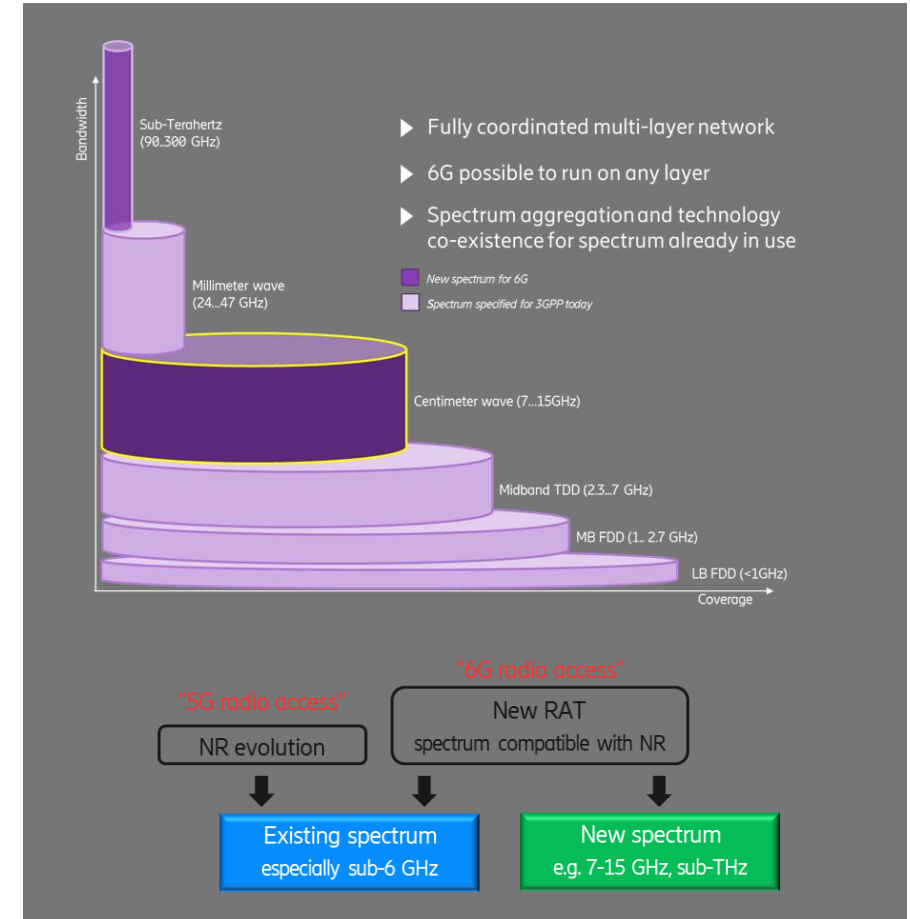 Bandwidth
Sub-Terahertz
(90..300 GHz)
Fully coordinated multi-layer network
6G possible to run on any layer
Spectrum aggregation and technology
co-existence for spectrum already in use
New spectrum for 6G
Spectrum specified for 3GPP today
Millimeter wave
(24...47 GHz)
Centimeter wave (7...15GHz)
Midband TDD (2.3...7 GHz)
MB FDD (1.. 2.7 GHz)
LB FDD (<1GHz)
Coverage
"5G radio access"
NR evolution
"6G radio access"
New RAT
spectrum compatible with NR
Existing spectrum
especially sub-6 GHz
New spectrum
e.g. 7-15 GHz, sub-THz